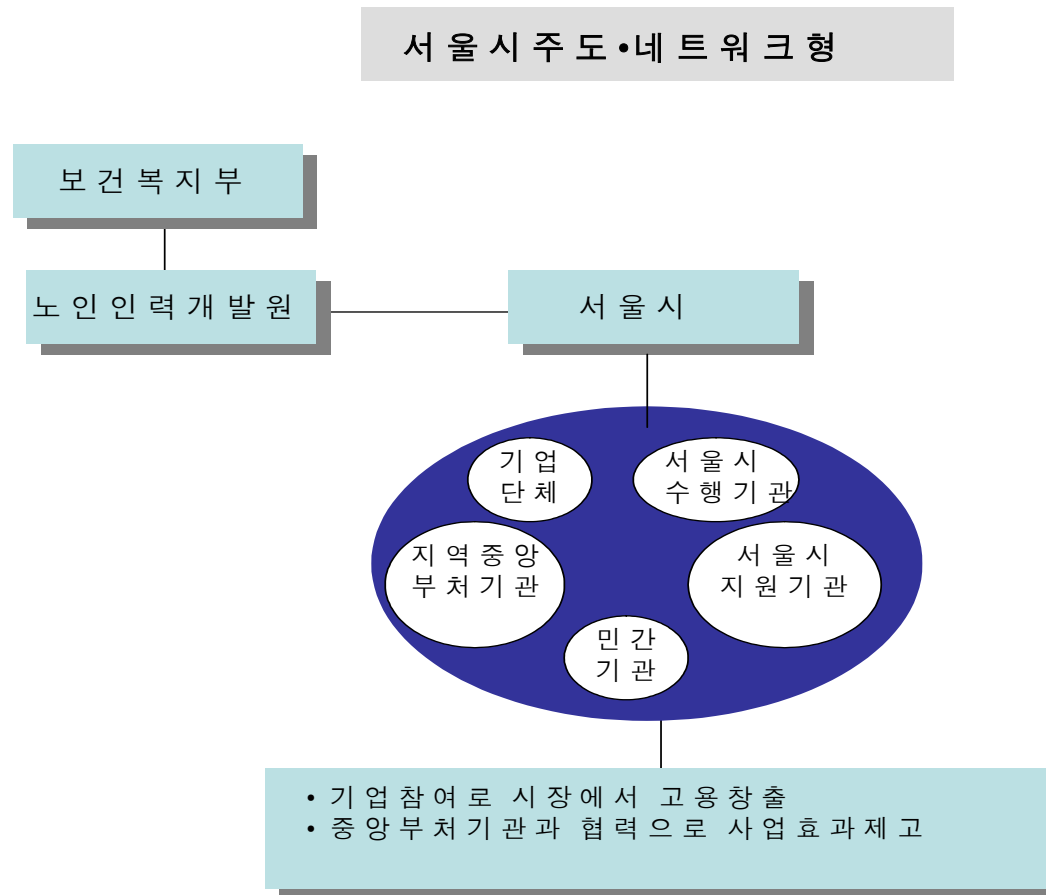 서울시주도•네트워크형
보건복지부
노인인력개발원
서울시
기업
단체
서울시
수행기관
지역중앙
부처기관
서울시
지원기관
민간
기관
• 기업참여로 시장에서 고용창출
• 중앙부처기관과 협력으로 사업효과제고